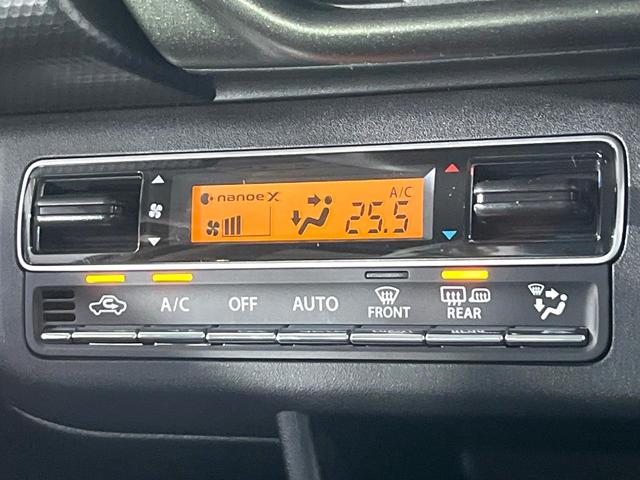 nanoeX
A/C
25.5
A/C
OFF
AUTO
FRONT
REAR